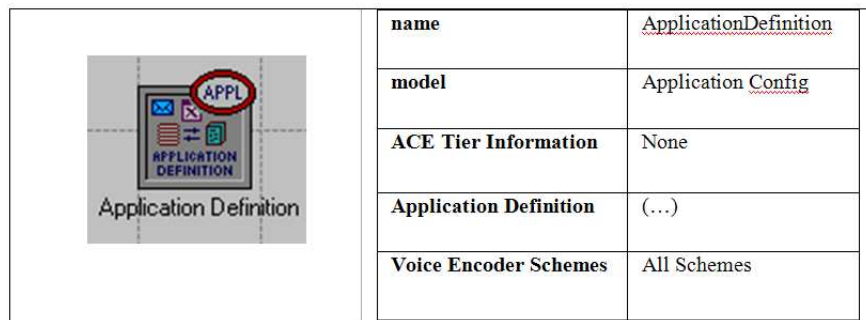 APPL
APPLICATION
DEFINITION
Application Definition
name ApplicationDefinition
model Application Config
ACE Tier Information None
Application Definition (...)
Voice Encoder Schemes All Schemes